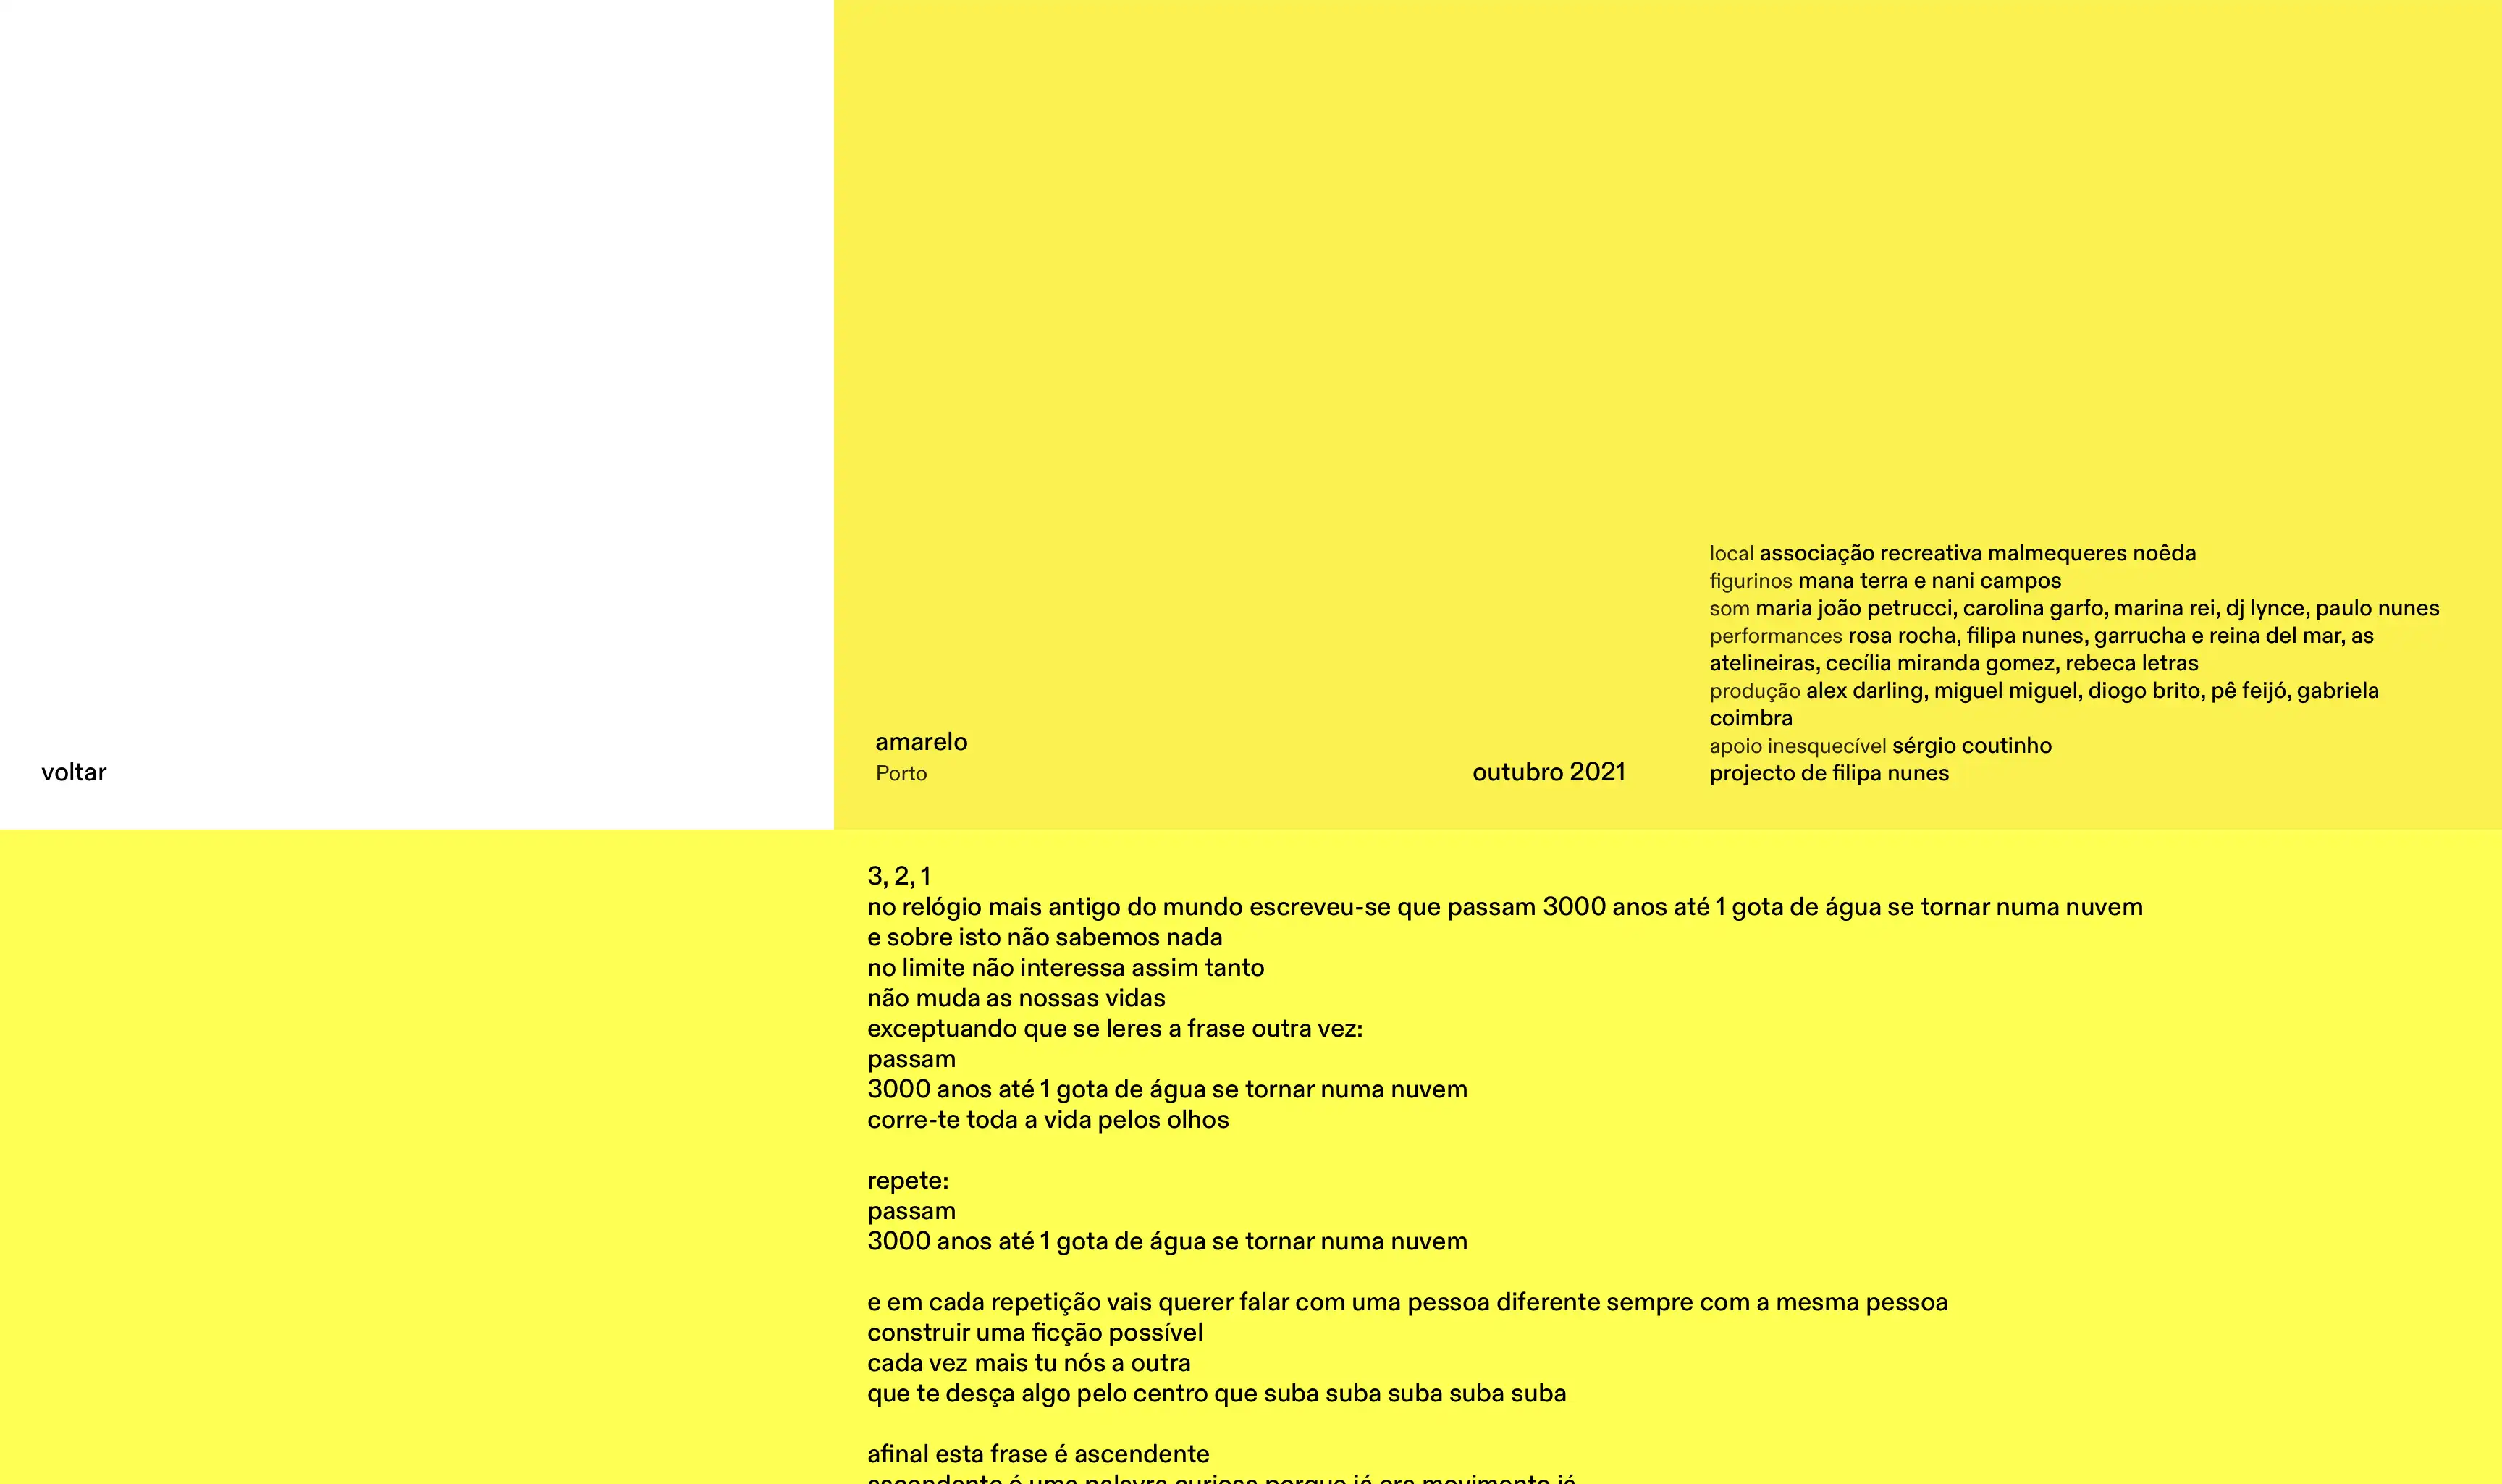 voltar
amarelo
Porto
outubro 2021
local associação recreativa malmequeres noêda
figurinos mana terra e nani campos
som maria joão petrucci, carolina garfo, marina rei, dj lynce, paulo nunes
performances rosa rocha, filipa nunes, garrucha e reina del mar, as
atelineiras, cecília miranda gomez, rebeca letras
produção alex darling, miguel miguel, diogo brito, pê feijó, gabriela
coimbra
apoio inesquecível sérgio coutinho
projecto de filipa nunes
3, 2, 1
no relógio mais antigo do mundo escreveu-se que passam 3000 anos até 1 gota de água se tornar numa nuvem
e sobre isto não sabemos nada
no limite não interessa assim tanto
não muda as nossas vidas
exceptuando que se leres a frase outra vez:
passam
3000 anos até 1 gota de água se tornar numa nuvem
corre-te toda a vida pelos olhos
repete:
passam
3000 anos até 1 gota de água se tornar numa nuvem
e em cada repetição vais querer falar com uma pessoa diferente sempre com a mesma pessoa
construir uma ficção possível
cada vez mais tu nós a outra
que te desça algo pelo centro que suba suba suba suba suba
afinal esta frase é ascendente
ascendente é uma palavra curiosa porque já era movimento já